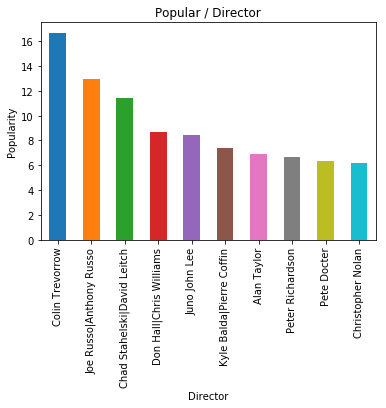 Popular / Director
Popularity
16
14
12
10
8
6
4
2
0
Colin Trevorrow
Joe Russo|Anthony Russo
Chad Stahelski|David Leitch
Don Hall|Chris Williams
Juno John Lee
Kyle Balda|Pierre Coffin
Alan Taylor
Peter Richardson
Pete Docter
Christopher Nolan
Director